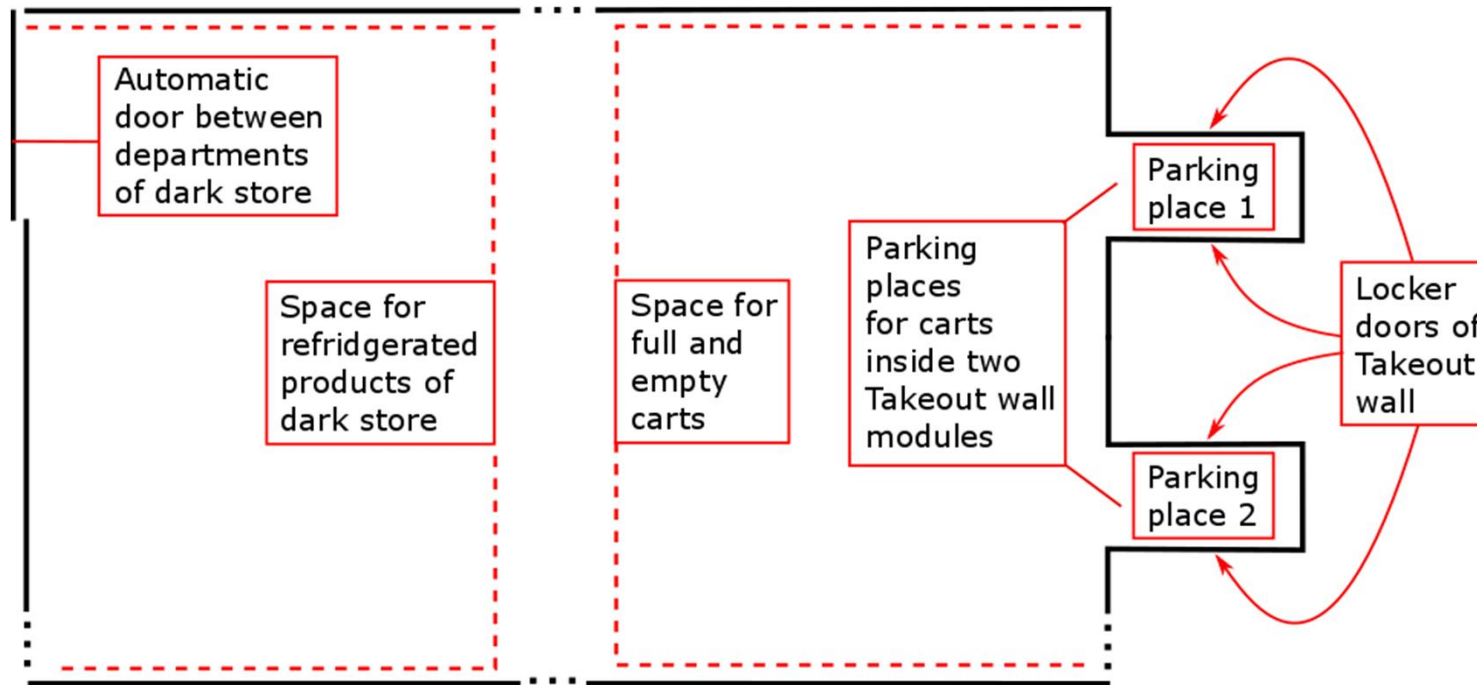 Automatic
door between
departments
of dark store
Space for
refridgerated
products of
dark store
Space for
full and
empty
carts
Parking
places
for carts
inside two
Takeout wall
modules
Parking
place 1
Parking
place 2
Locker
doors of
Takeout
wall